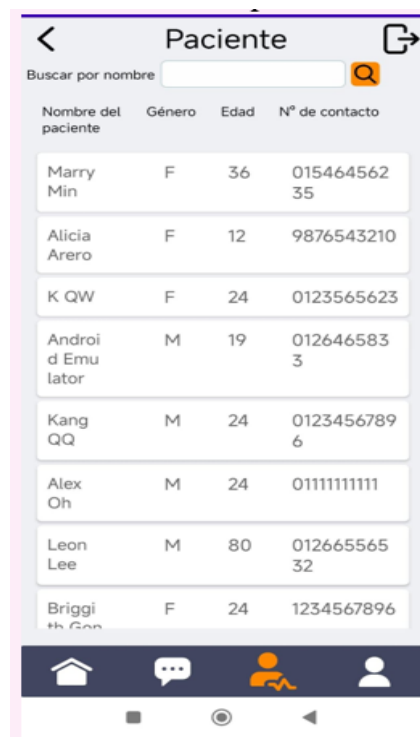 Paciente
Buscar por nombre
Nombre del Género Edad Nº de contacto
paciente
Marry F 36 015464562
Min 35
Alicia F 12 9876543210
Arero
K QW F 24 0123565623
Androi M 19 012646583
d Emu 3
lator
Kang M 24 0123456789
QQ 6
Alex M 24 01111111111
Oh
Leon M 80 012665565
Lee 32
Briggi F 24 1234567896
th Gon